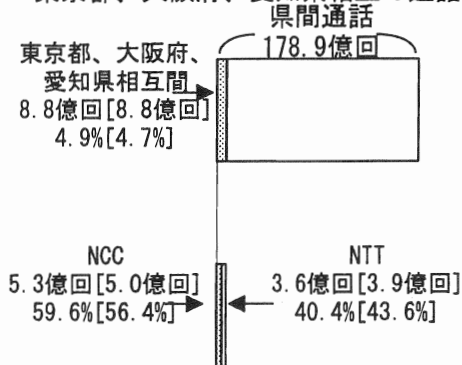 県間通話
178.9億回
東京都、大阪府、
愛知県相互間
8.8億回[8.8億回]
4.9%[4.7%]
NCC
5.3億回[5.0億回]
59.6%[56.4%]
NTT
3.6億回[3.9億回]
40.4%[43.6%]